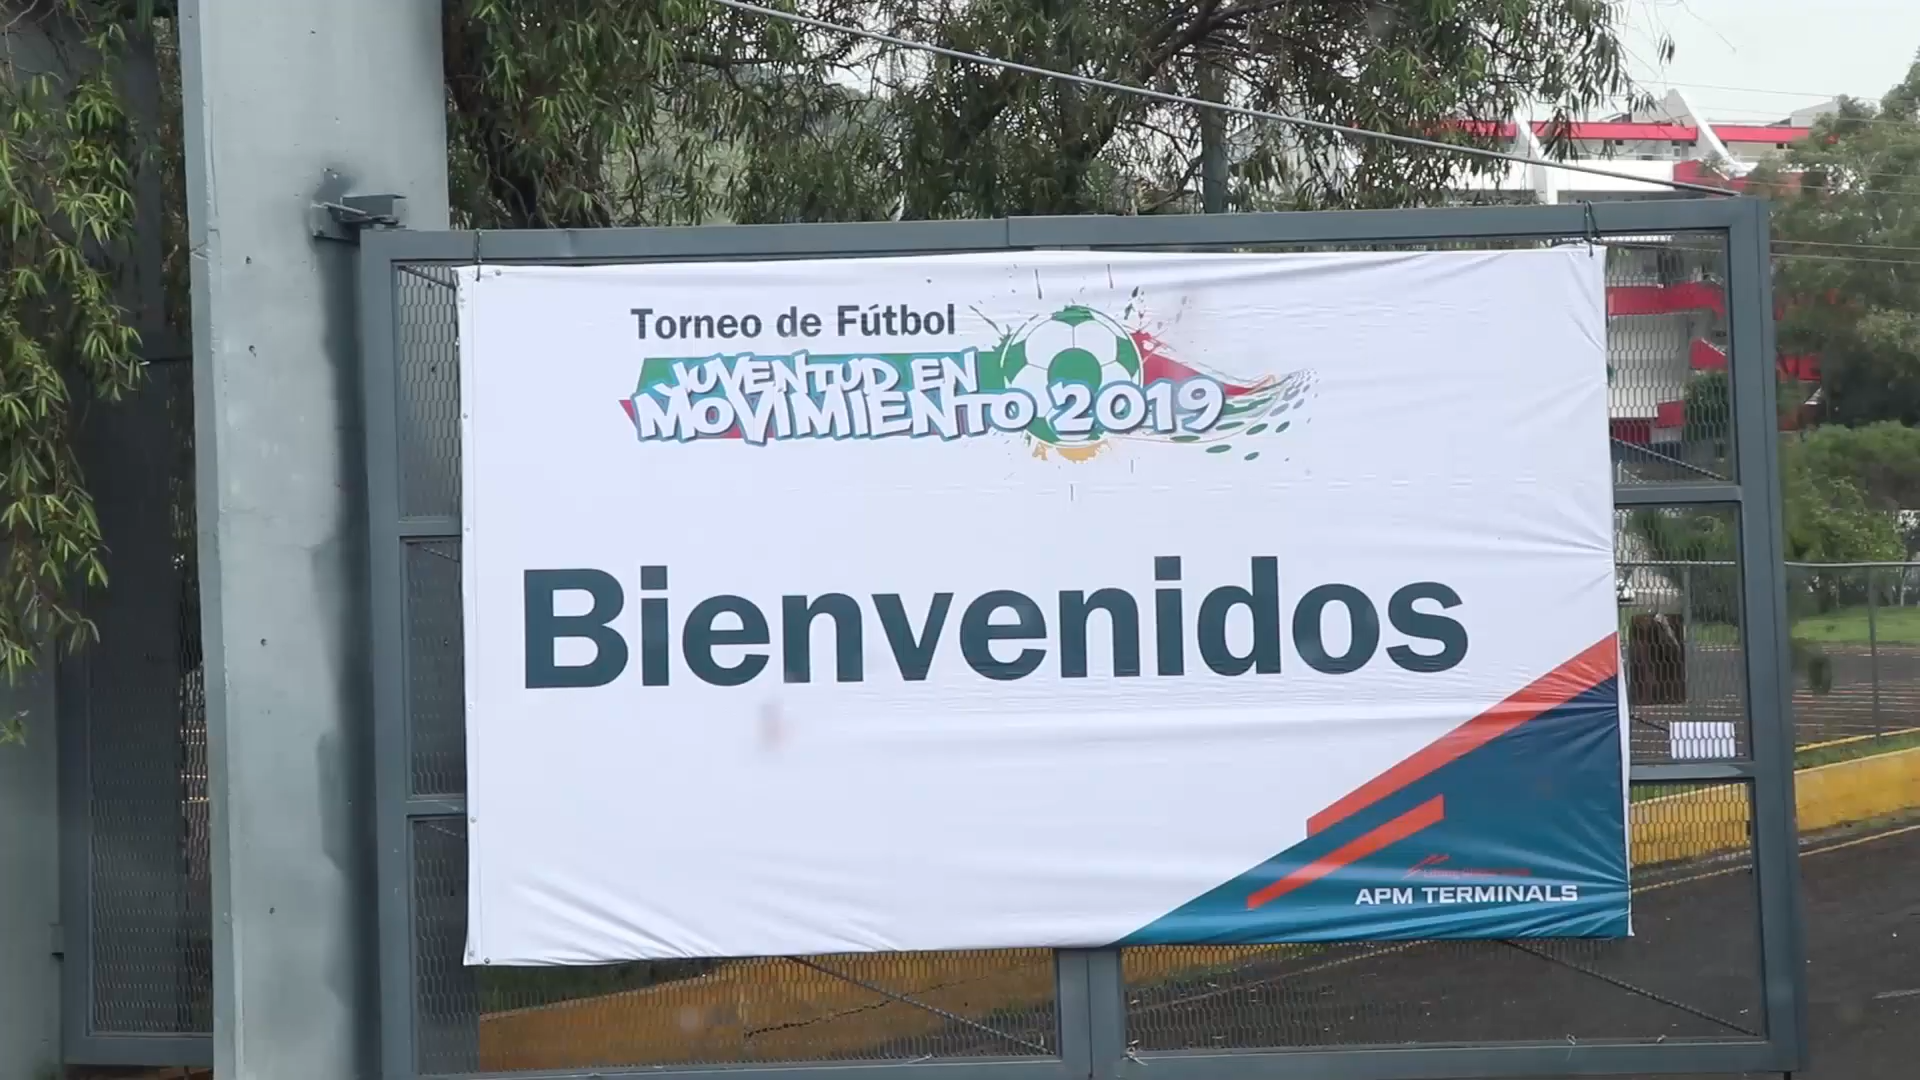 Torneo de Fútbol
JUVENTUD EN
MOVIMIENTO 2019
Bienvenidos
APM TERMINALS